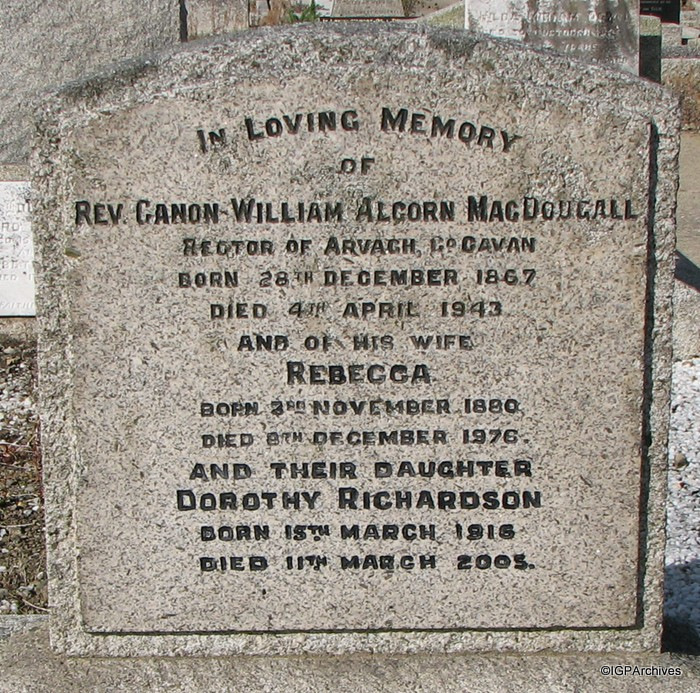 IN LOVING MEMORY
OF
REV. CANON WILLIAM ALCORN MACDOUGALL
RECTOR OF ARVAGH, CO CAVAN
BORN 28TH DECEMBER 1867
DIED 4TH APRIL 1943
AND OF HIS WIFE
REBECCA
BORN 3RD NOVEMBER 1880
DIED 8TH DECEMBER 1976.
AND THEIR DAUGHTER
DOROTHY RICHARDSON
BORN 15TH MARCH 1916
DIED 11TH MARCH 2005.
©IGPArchives